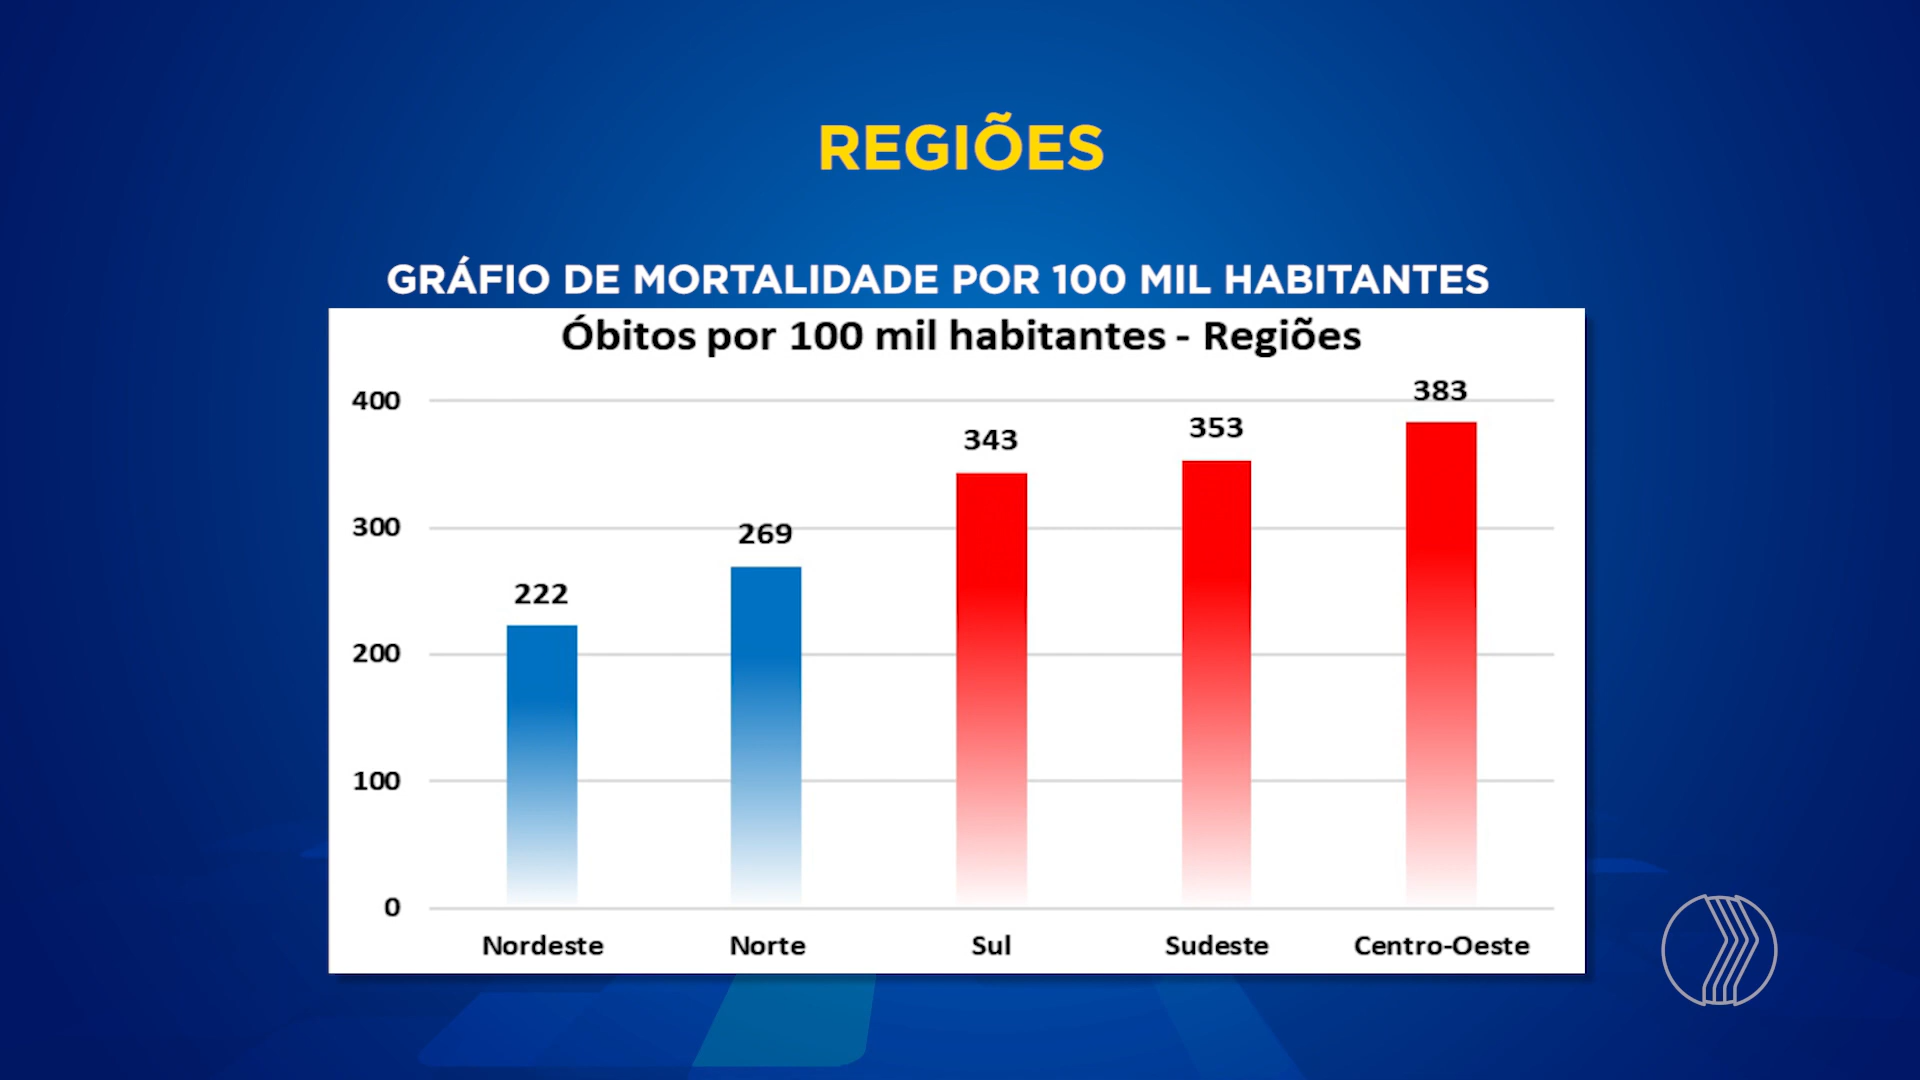 REGIÕES
GRÁFIO DE MORTALIDADE POR 100 MIL HABITANTES
Óbitos por 100 mil habitantes - Regiões
400
300
200
100
0
222
269
343
353
383
Nordeste
Norte
Sul
Sudeste
Centro-Oeste